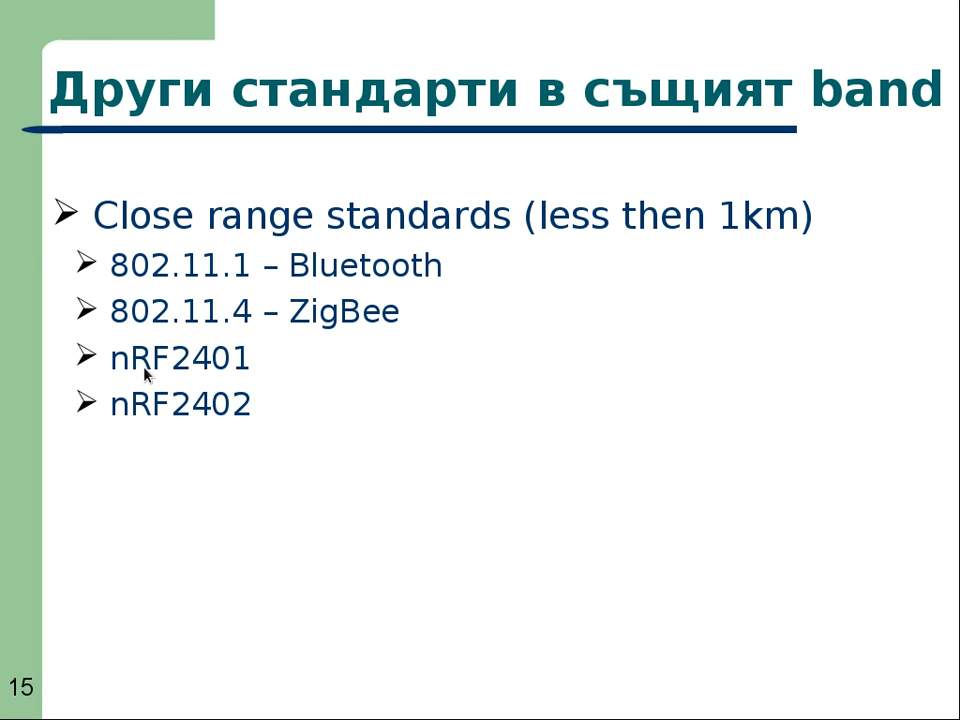 Други стандарти в същият band
Close range standards (less then 1km)
802.11.1 – Bluetooth
802.11.4 – ZigBee
nRF2401
nRF2402
15